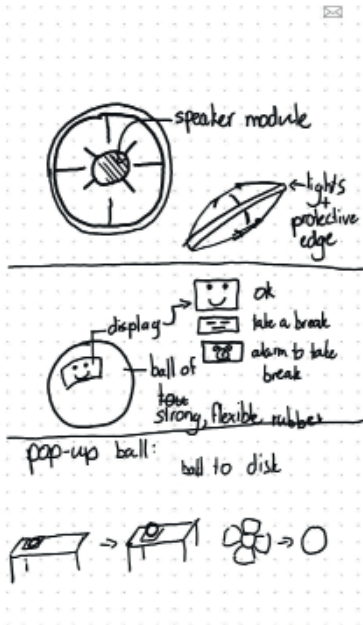 speaker module
lights
+
protective
edge
ok
display
take a break
alarm to take
break
ball of
strong, flexible rubber
pop-up ball:
ball to disk